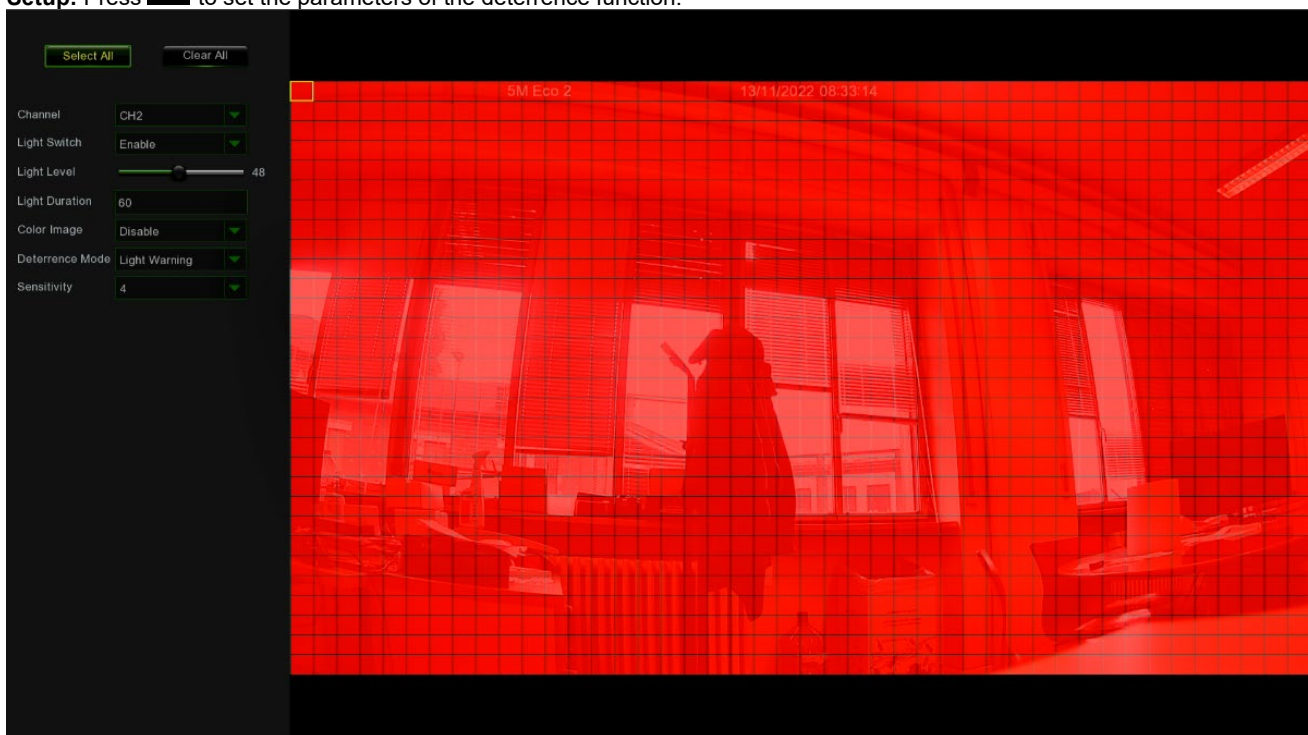 Setup: Press to set the parameters of the deterrence function.
Select All Clear All
5M Eco 2 13/11/2022 08:33:14
Channel CH2
Light Switch Enable
Light Level 48
Light Duration 60
Color Image Disable
Deterrence Mode Light Warning
Sensitivity 4